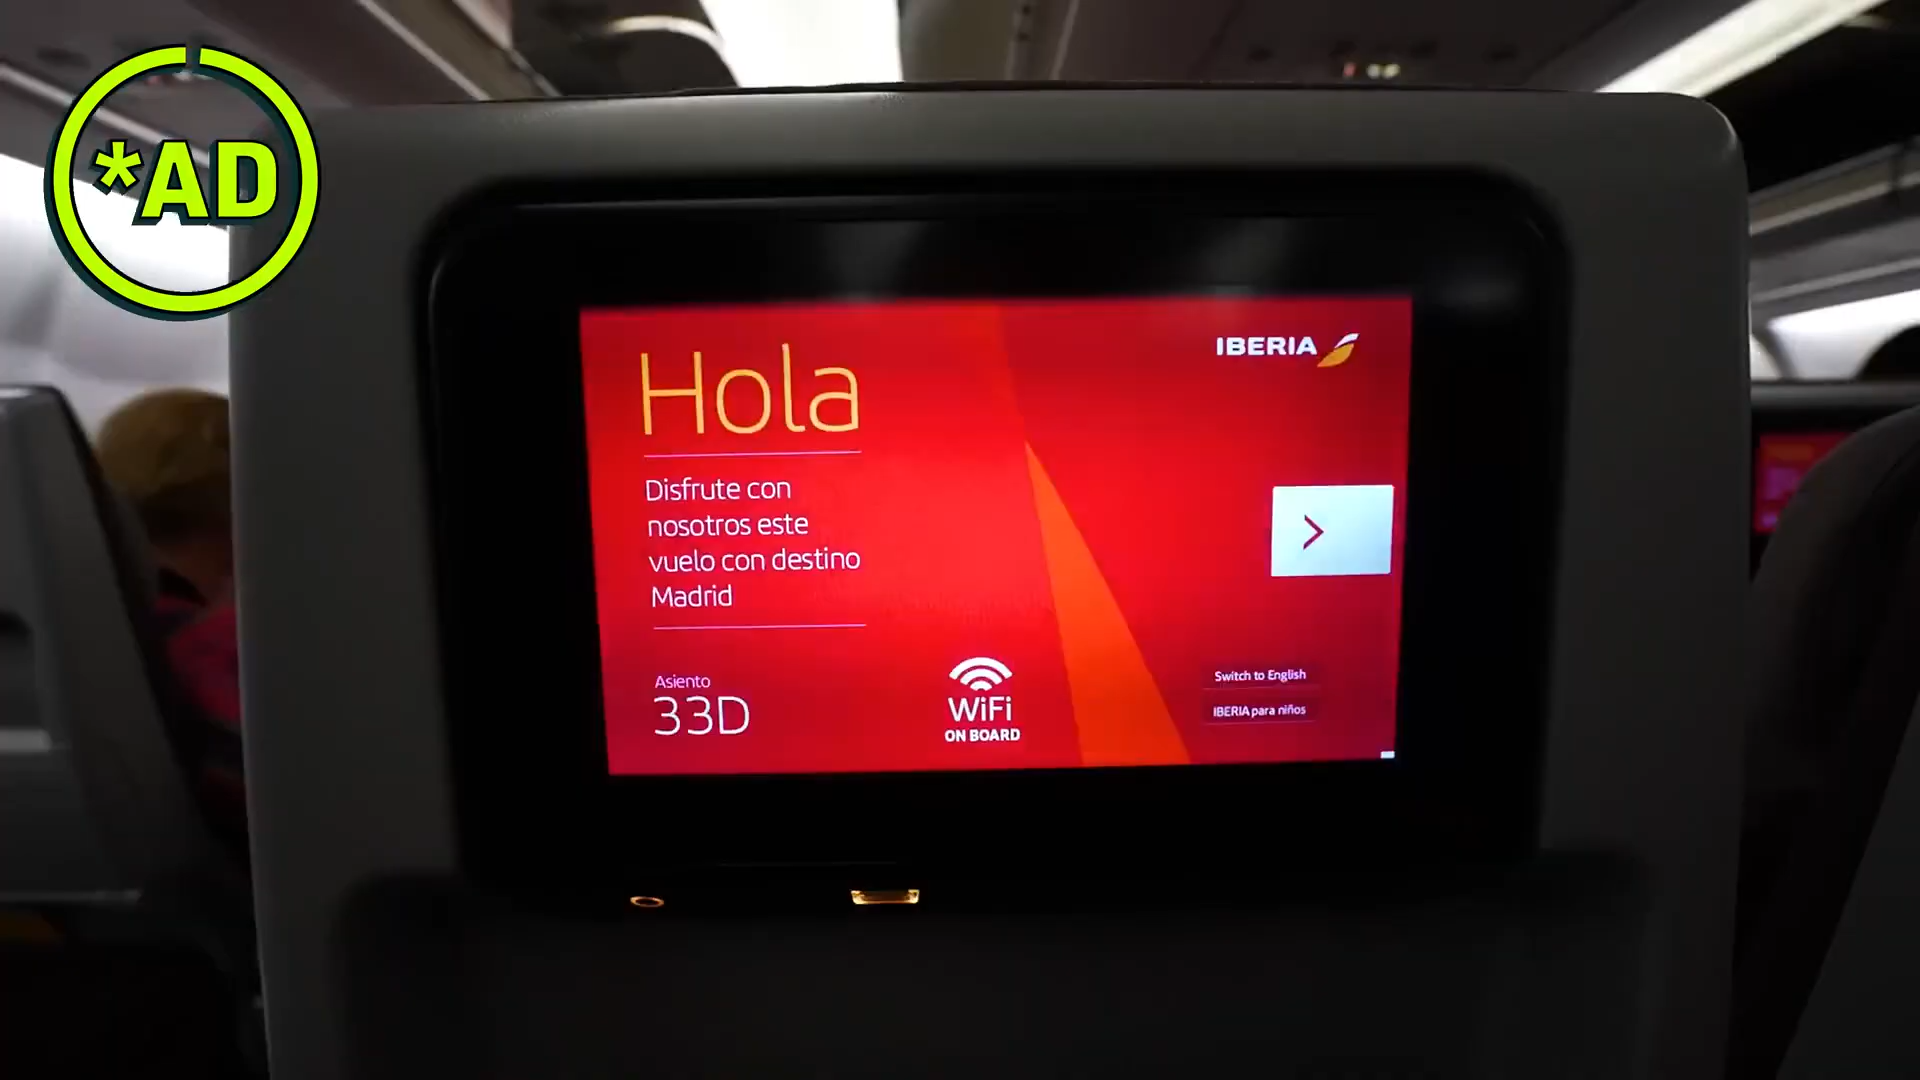 *AD
Hola
IBERIA
Disfrute con
nosotros este
vuelo con destino
Madrid
Asiento
33D
WiFi
ON BOARD
Switch to English
IBERIA para niños